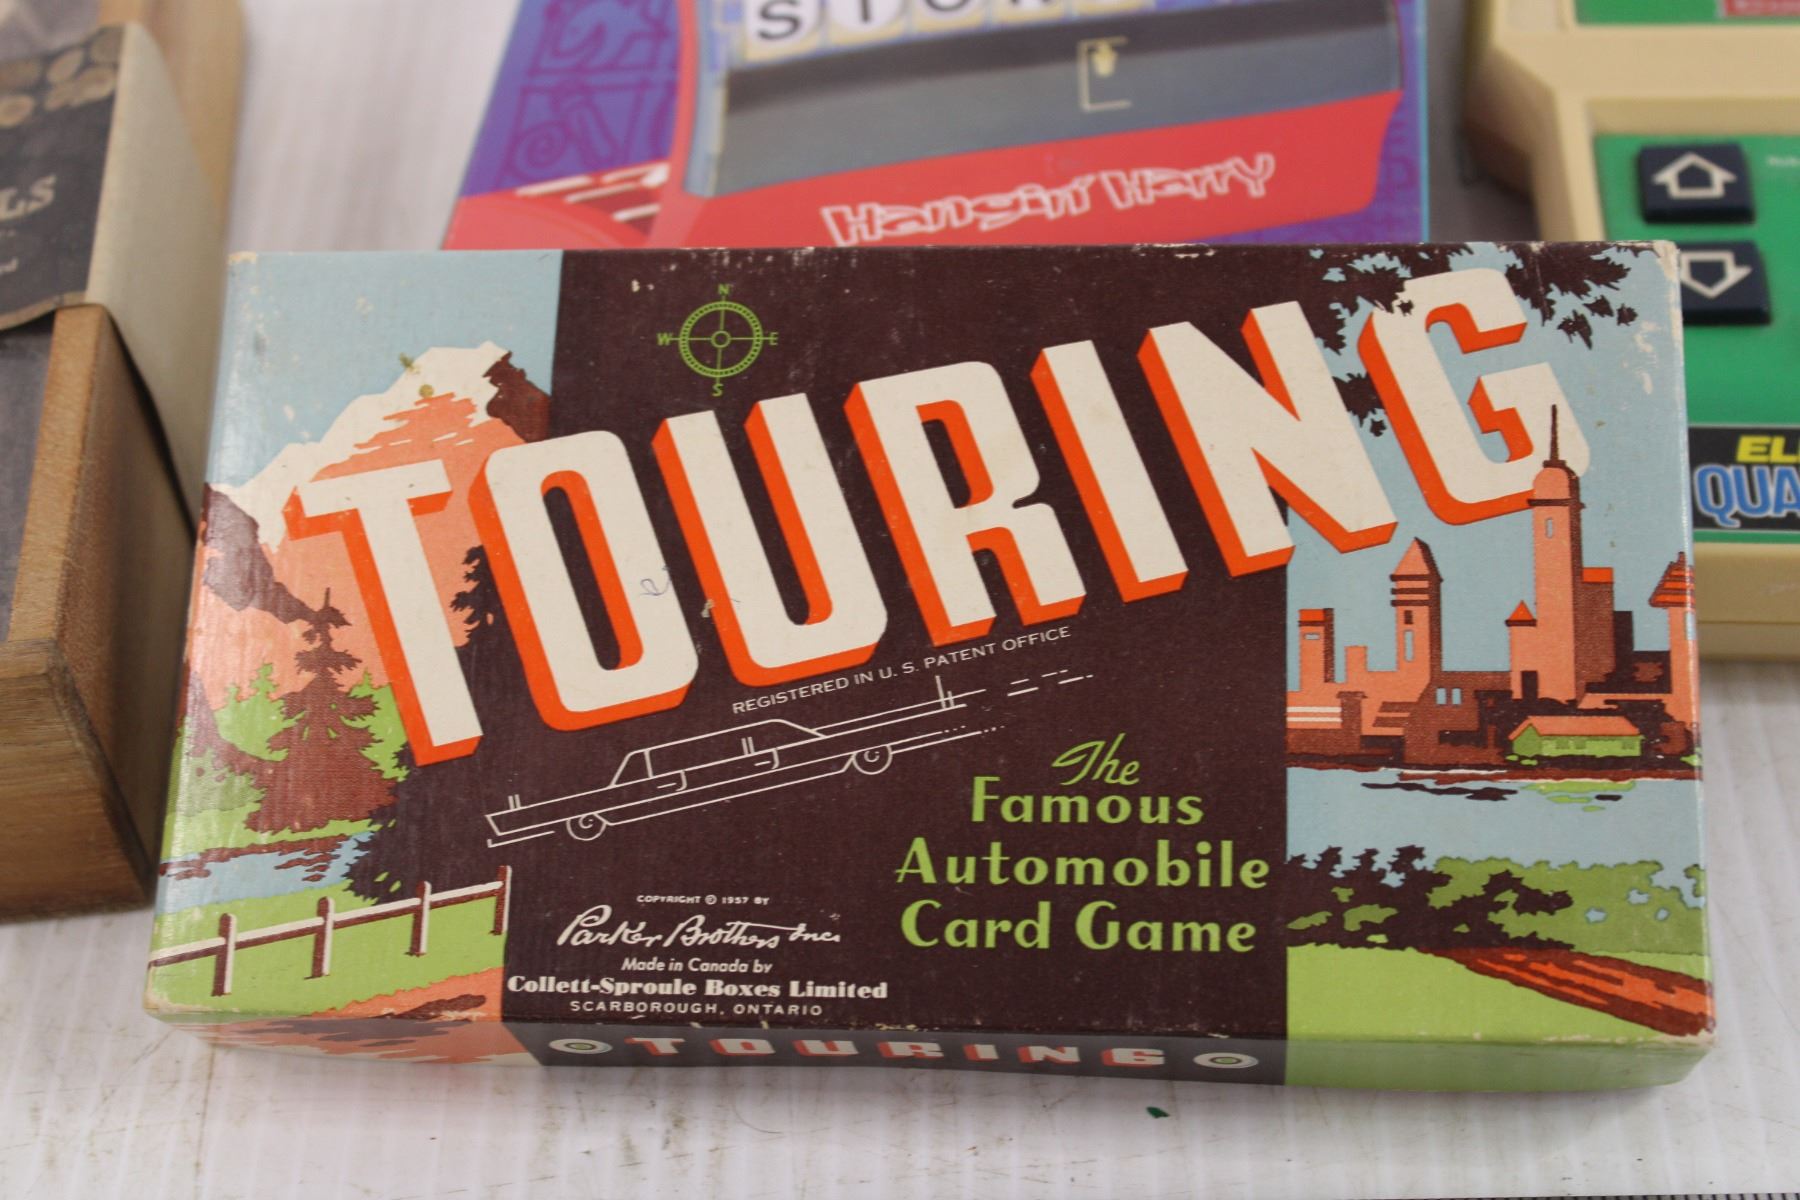 Hangin' Harry
N
W E
S
TOURING
REGISTERED IN U. S. PATENT OFFICE
The
Famous
Automobile
Card Game
COPYRIGHT © 1957 BY
Parker Brothers Inc.
Made in Canada by
Collett-Sproule Boxes Limited
SCARBOROUGH, ONTARIO
TOURING